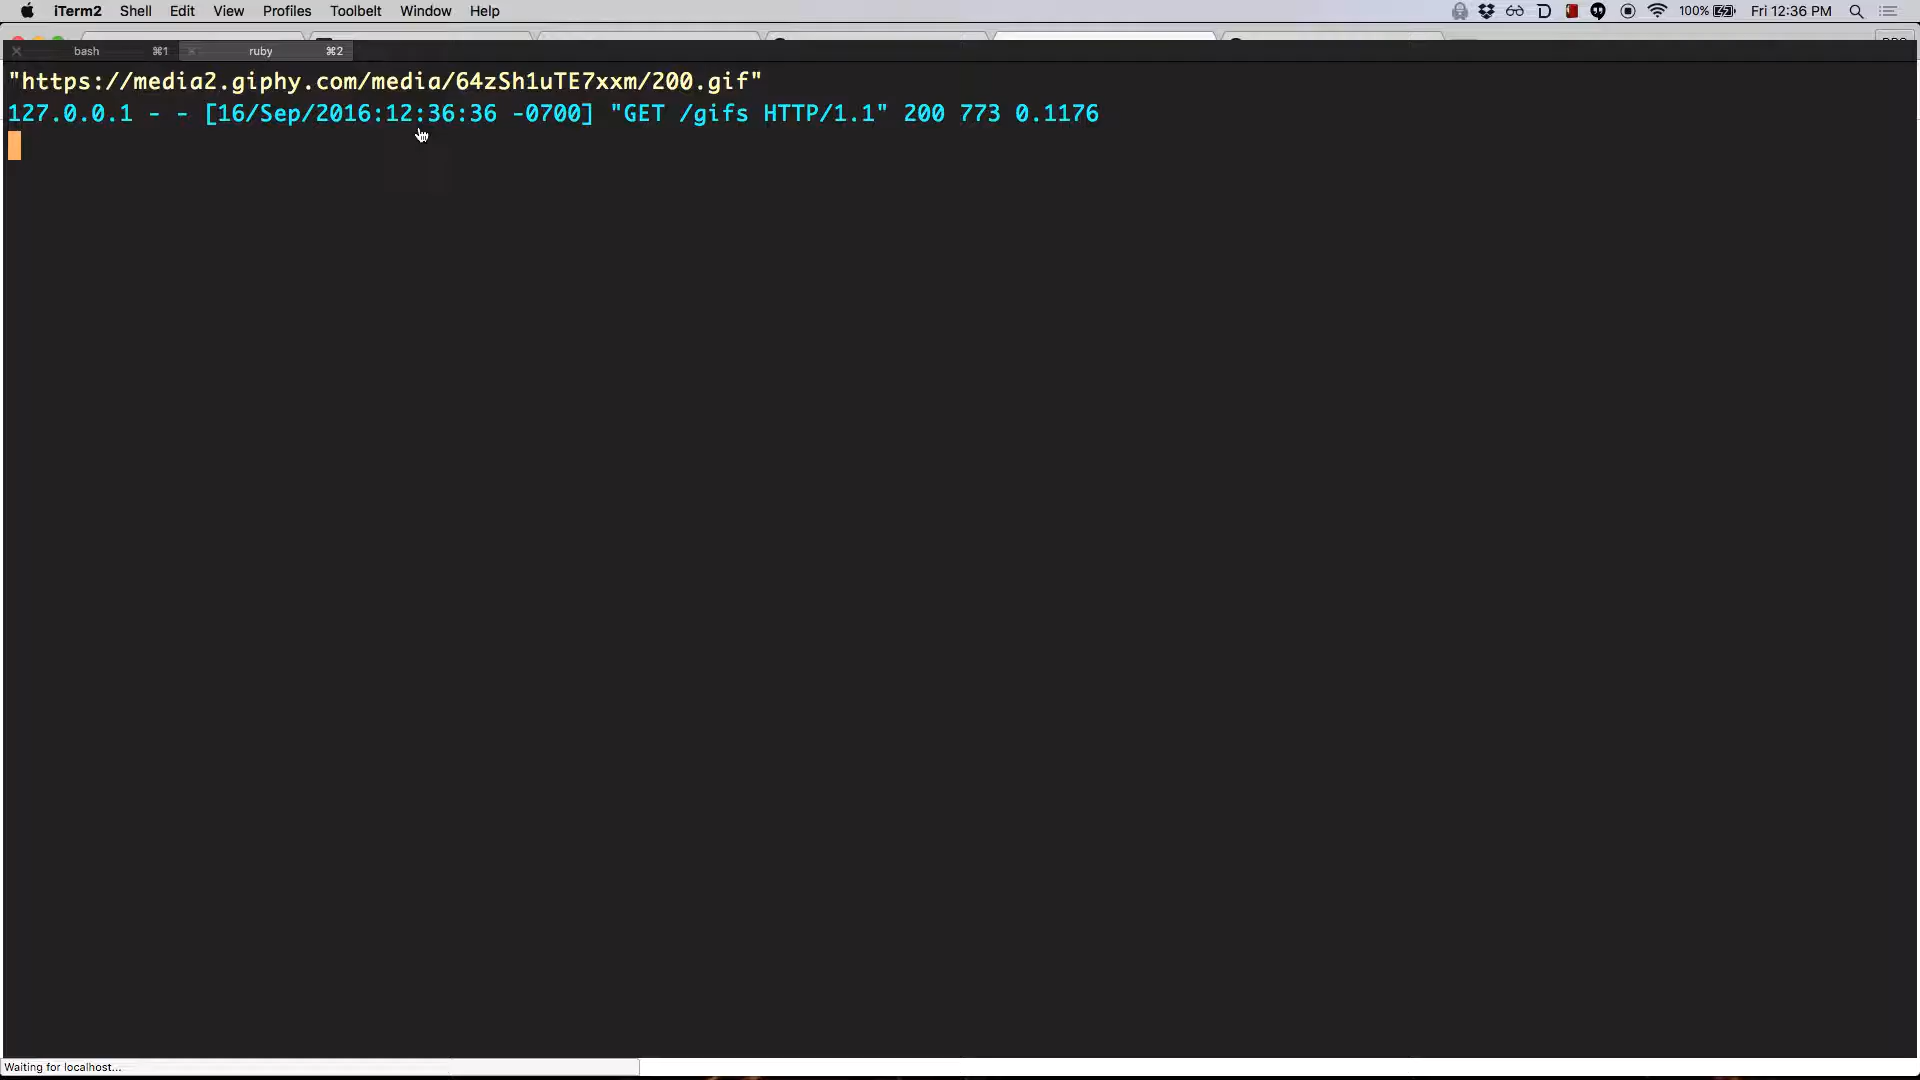 iTerm2 Shell Edit View Profiles Toolbelt Window Help 100% Fri 12:36 PM
bash ⌘1 ruby ⌘2
"https://media2.giphy.com/media/64zSh1uTE7xxm/200.gif"
127.0.0.1 - - [16/Sep/2016:12:36:36 -0700] "GET /gifs HTTP/1.1" 200 773 0.1176
Waiting for localhost...